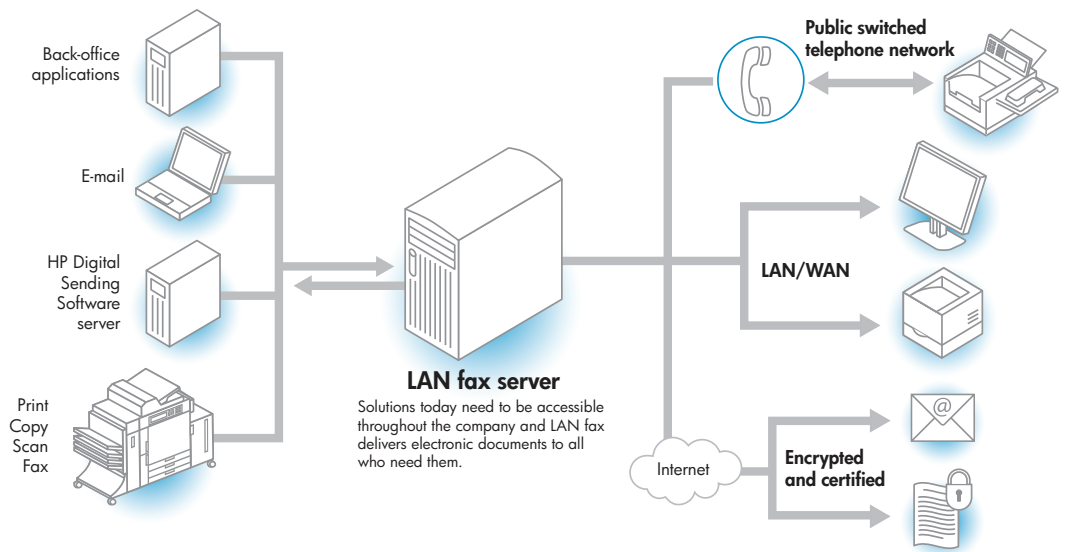 Back-office
applications
E-mail
HP Digital
Sending
Software
server
Print
Copy
Scan
Fax
LAN fax server
Solutions today need to be accessible
throughout the company and LAN fax
delivers electronic documents to all
who need them.
Public switched
telephone network
LAN/WAN
@
Internet
Encrypted
and certified